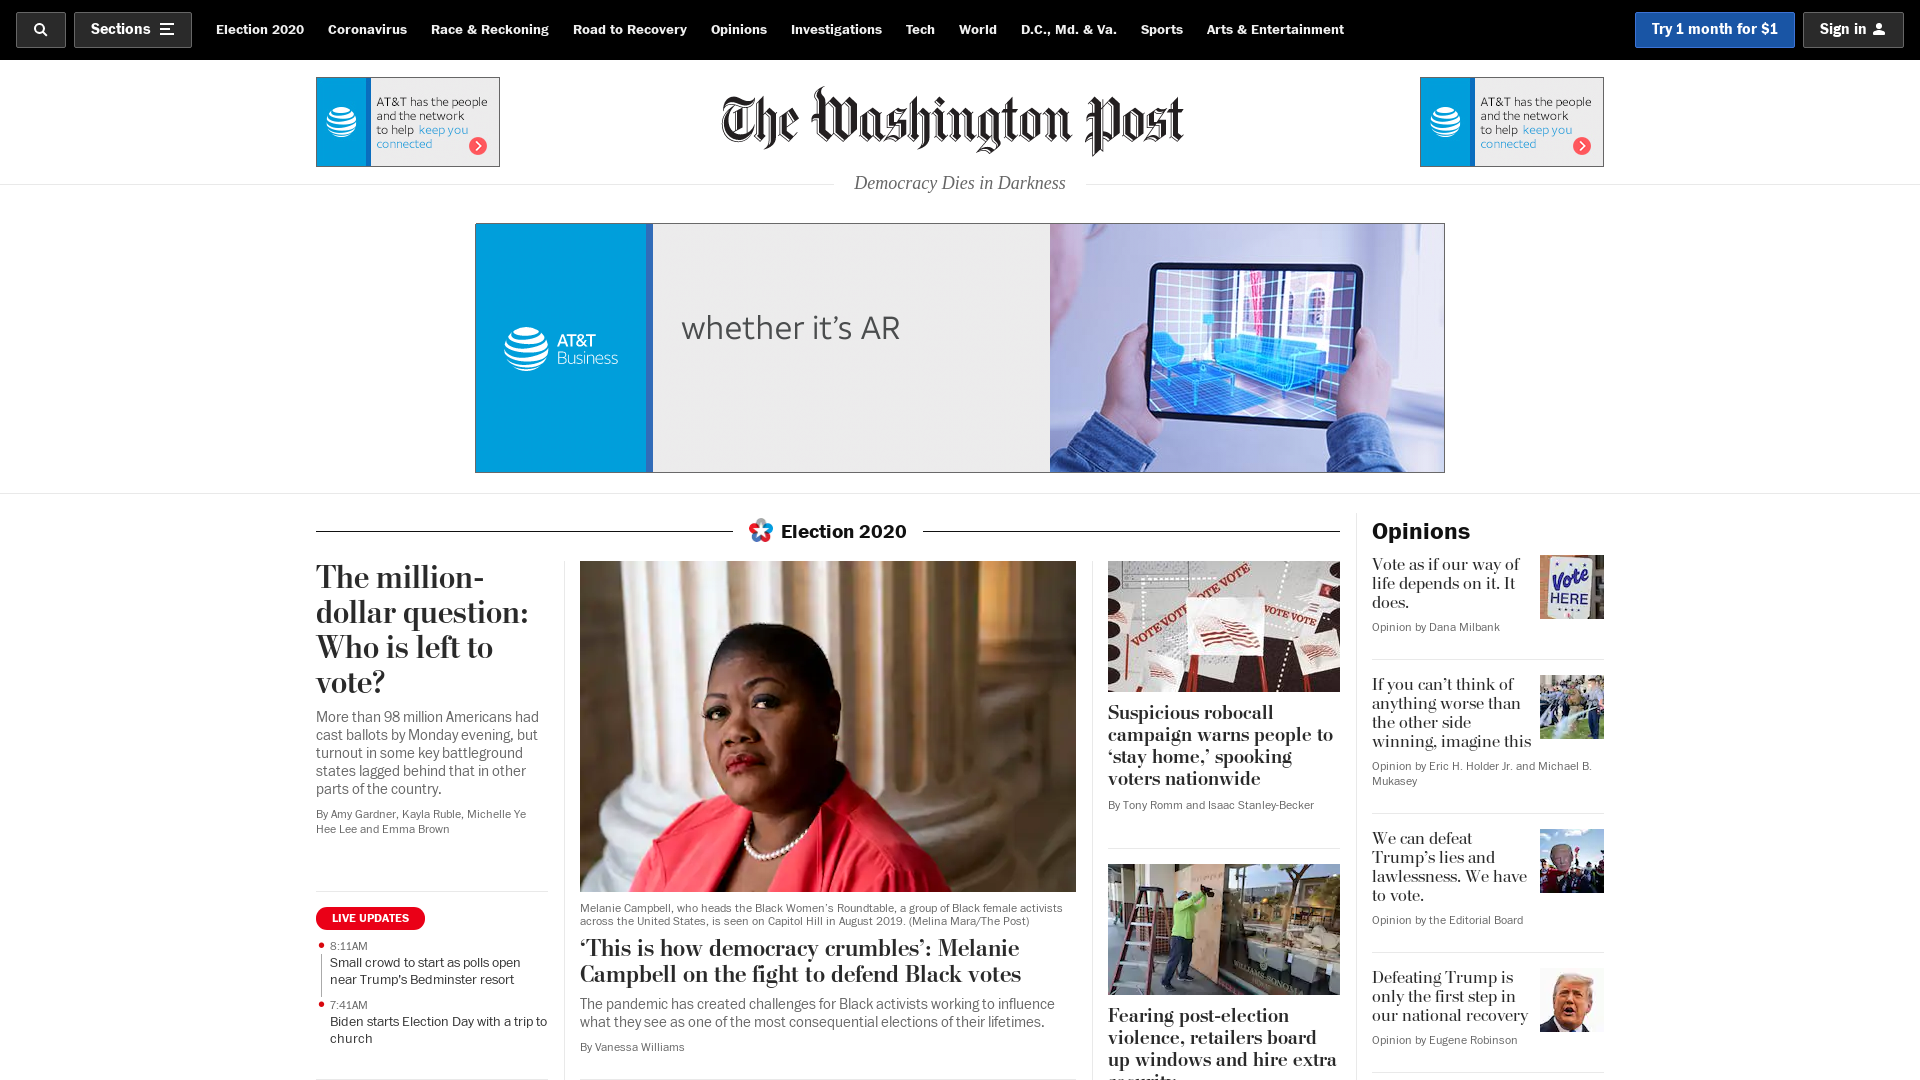 Sections
Election 2020
Coronavirus
Race & Reckoning
Road to Recovery
Opinions
Investigations
Tech
World
D.C., Md. & Va.
Sports
Arts & Entertainment
Try 1 month for $1
Sign in
AT&T has the people
and the network
to help keep you
connected
The Washington Post
AT&T has the people
and the network
to help keep you
connected
Democracy Dies in Darkness
AT&T
Business
whether it’s AR
Election 2020
The million-
dollar question:
Who is left to
vote?
More than 98 million Americans had
cast ballots by Monday evening, but
turnout in some key battleground
states lagged behind that in other
parts of the country.
By Amy Gardner, Kayla Ruble, Michelle Ye
Hee Lee and Emma Brown
LIVE UPDATES
8:11AM
Small crowd to start as polls open
near Trump's Bedminster resort
7:41AM
Biden starts Election Day with a trip to
church
Melanie Campbell, who heads the Black Women’s Roundtable, a group of Black female activists
across the United States, is seen on Capitol Hill in August 2019. (Melina Mara/The Post)
‘This is how democracy crumbles’: Melanie
Campbell on the fight to defend Black votes
The pandemic has created challenges for Black activists working to influence
what they see as one of the most consequential elections of their lifetimes.
By Vanessa Williams
VOTE VOTE VOTE VOTE
VOTE VOTE
Suspicious robocall
campaign warns people to
‘stay home,’ spooking
voters nationwide
By Tony Romm and Isaac Stanley-Becker
WILLIAMS-SONOMA
Fearing post-election
violence, retailers board
up windows and hire extra
security
Opinions
Vote as if our way of
life depends on it. It
does.
Opinion by Dana Milbank
Vote
HERE
If you can’t think of
anything worse than
the other side
winning, imagine this
Opinion by Eric H. Holder Jr. and Michael B.
Mukasey
We can defeat
Trump’s lies and
lawlessness. We have
to vote.
Opinion by the Editorial Board
Defeating Trump is
only the first step in
our national recovery
Opinion by Eugene Robinson